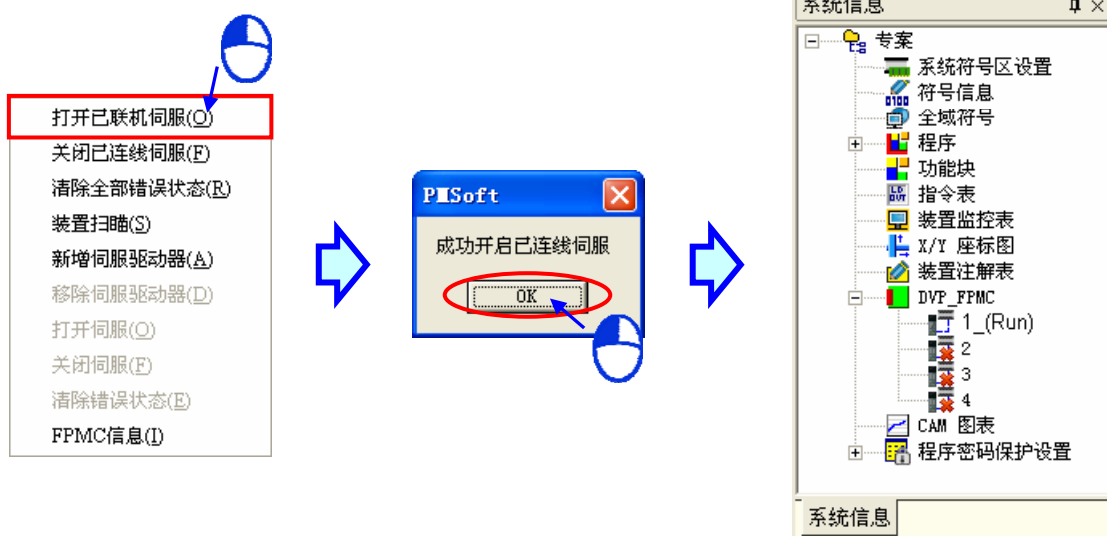 打开已联机伺服(O)
关闭已连线伺服(F)
清除全部错误状态(R)
装置扫瞄(S)
新增伺服驱动器(A)
移除伺服驱动器(D)
打开伺服(O)
关闭伺服(F)
清除错误状态(E)
FPMC信息(I)
PMSoft
成功开启已连线伺服
OK
系统信息
专案
系统符号区设置
符号信息
全域符号
程序
功能块
指令表
装置监控表
X/Y 座标图
装置注解表
DVP_FPMC
1_(Run)
2
3
4
CAM 图表
程序密码保护设置
系统信息